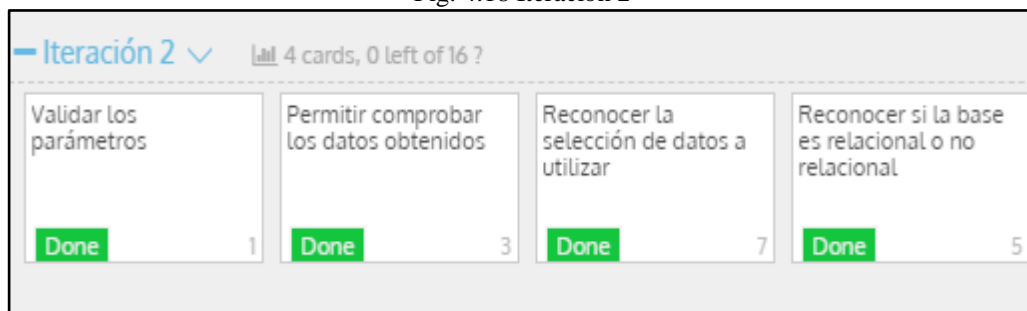 Iteración 2
4 cards, 0 left of 16 ?
Validar los
parámetros
Done 1
Permitir comprobar
los datos obtenidos
Done 3
Reconocer la
selección de datos a
utilizar
Done 7
Reconocer si la base
es relacional o no
relacional
Done 5